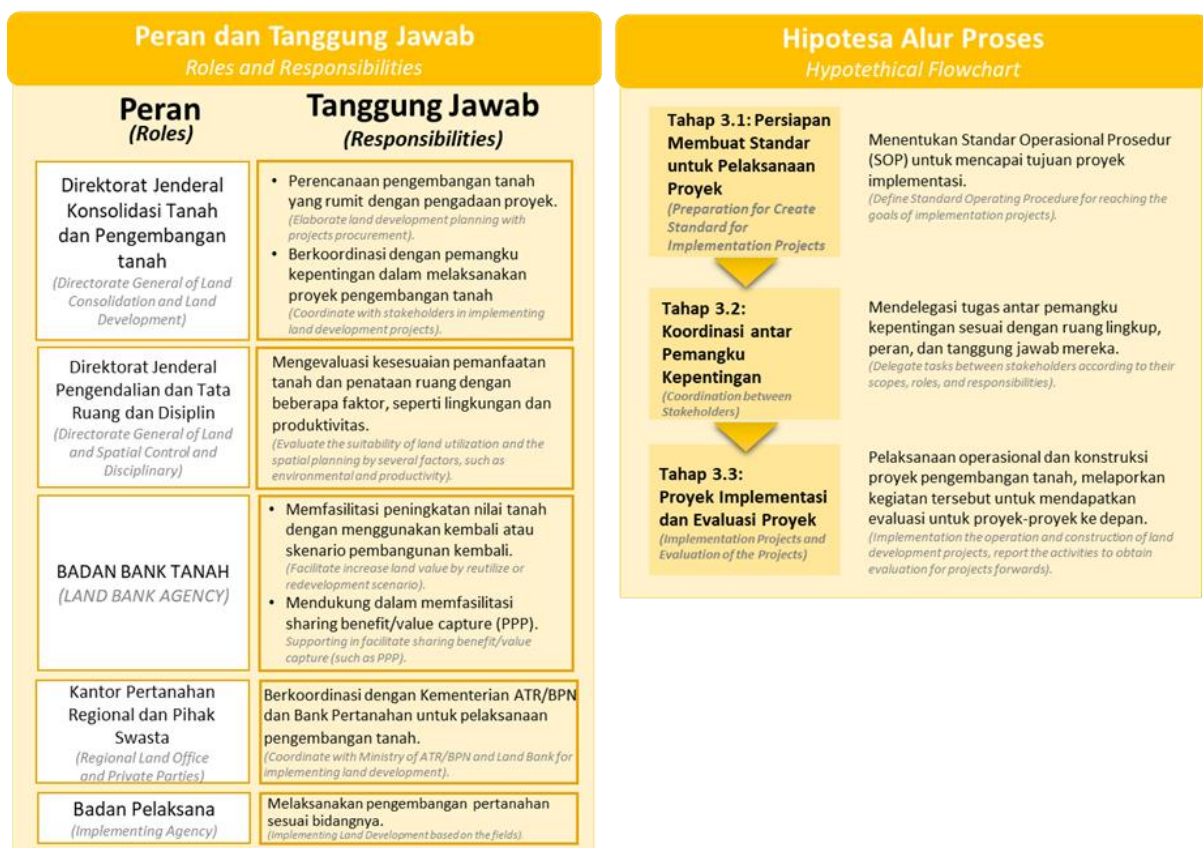 Peran dan Tanggung Jawab
Roles and Responsibilities
Peran
(Roles)
Tanggung Jawab
(Responsibilities)
Direktorat Jenderal
Konsolidasi Tanah
dan Pengembangan
tanah
(Directorate General of Land
Consolidation and Land
Development)
• Perencanaan pengembangan tanah
yang rumit dengan pengadaan proyek.
(Elaborate land development planning with
projects procurement).
• Berkoordinasi dengan pemangku
kepentingan dalam melaksanakan
proyek pengembangan tanah
(Coordinate with stakeholders in implementing
land development projects).
Direktorat Jenderal
Pengendalian dan Tata
Ruang dan Disiplin
(Directorate General of Land
and Spatial Control and
Disciplinary)
Mengevaluasi kesesuaian pemanfaatan
tanah dan penataan ruang dengan
beberapa faktor, seperti lingkungan dan
produktivitas.
(Evaluate the suitability of land utilization and the
spatial planning by several factors, such as
environmental and productivity).
BADAN BANK TANAH
(LAND BANK AGENCY)
• Memfasilitasi peningkatan nilai tanah
dengan menggunakan kembali atau
skenario pembangunan kembali.
(Facilitate increase land value by reutilize or
redevelopment scenario).
• Mendukung dalam memfasilitasi
sharing benefit/value capture (PPP).
Supporting in facilitate sharing benefit/value
capture (such as PPP).
Kantor Pertanahan
Regional dan Pihak
Swasta
(Regional Land Office
and Private Parties)
Berkoordinasi dengan Kementerian ATR/BPN
dan Bank Pertanahan untuk pelaksanaan
pengembangan tanah.
(Coordinate with Ministry of ATR/BPN and Land Bank for
implementing land development).
Badan Pelaksana
(Implementing Agency)
Melaksanakan pengembangan pertanahan
sesuai bidangnya.
(Implementing Land Development based on the fields).
Hipotesa Alur Proses
Hypotethical Flowchart
Tahap 3.1: Persiapan
Membuat Standar
untuk Pelaksanaan
Proyek
(Preparation for Create
Standard for
Implementation Projects
Menentukan Standar Operasional Prosedur
(SOP) untuk mencapai tujuan proyek
implementasi.
(Define Standard Operating Procedure for reaching the
goals of implementation projects).
Tahap 3.2:
Koordinasi antar
Pemangku
Kepentingan
(Coordination between
Stakeholders)
Mendelegasi tugas antar pemangku
kepentingan sesuai dengan ruang lingkup,
peran, dan tanggung jawab mereka.
(Delegate tasks between stakeholders according to their
scopes, roles, and responsibilities).
Tahap 3.3:
Proyek Implementasi
dan Evaluasi Proyek
(Implementation Projects and
Evaluation of the Projects)
Pelaksanaan operasional dan konstruksi
proyek pengembangan tanah, melaporkan
kegiatan tersebut untuk mendapatkan
evaluasi untuk proyek-proyek ke depan.
(Implementation the operation and construction of land
development projects, report the activities to obtain
evaluation for projects forwards).